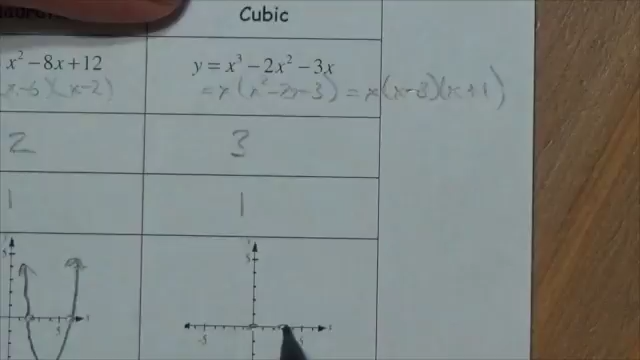 Cubic
x² - 8x + 12
y = x³ - 2x² - 3x
x-6)(x-2)
= x(x²-2x-3) = x(x-3)(x+1)
2
3
1
1
5
5
5
-5
5